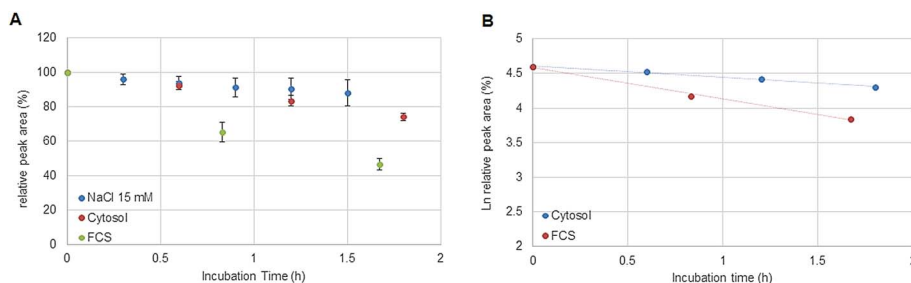 A
120
100
80
60
40
20
0
relative peak area (%)
NaCl 15 mM
Cytosol
FCS
0
0.5
1
1.5
2
Incubation Time (h)
B
5
4.5
4
3.5
3
2.5
2
Ln relative peak area (%)
Cytosol
FCS
0
0.5
1
1.5
2
Incubation time (h)